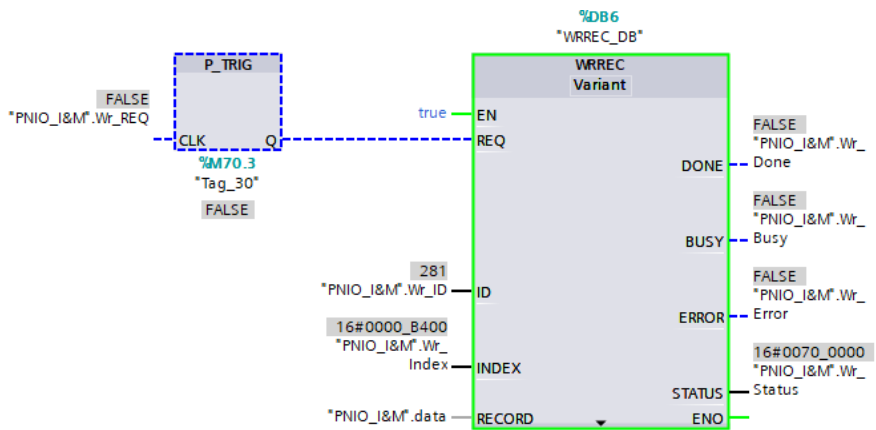 %DB6
"WRREC_DB"
P_TRIG
WRREC
Variant
FALSE
"PNIO_I&M".Wr_REQ
true
EN
CLK
Q
REQ
%M70.3
"Tag_30"
FALSE
FALSE
"PNIO_I&M".Wr_
DONE
Done
FALSE
"PNIO_I&M".Wr_
BUSY
Busy
281
"PNIO_I&M".Wr_ID
ID
FALSE
"PNIO_I&M".Wr_
ERROR
Error
16#0000_B400
"PNIO_I&M".Wr_
Index
INDEX
16#0070_0000
"PNIO_I&M".Wr_
STATUS
Status
"PNIO_I&M".data
RECORD
ENO